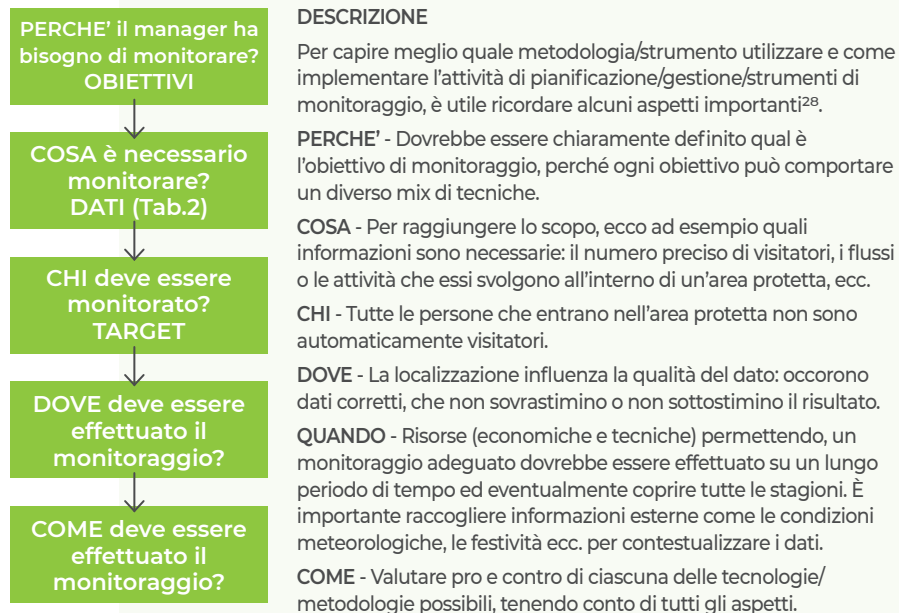 PERCHE’ il manager ha
bisogno di monitorare?
OBIETTIVI
COSA è necessario
monitorare?
DATI (Tab.2)
CHI deve essere
monitorato?
TARGET
DOVE deve essere
effettuato il
monitoraggio?
COME deve essere
effettuato il
monitoraggio?
DESCRIZIONE
Per capire meglio quale metodologia/strumento utilizzare e come
implementare l’attività di pianificazione/gestione/strumenti di
monitoraggio, è utile ricordare alcuni aspetti importanti²⁸.
PERCHE’ - Dovrebbe essere chiaramente definito qual è
l’obiettivo di monitoraggio, perché ogni obiettivo può comportare
un diverso mix di tecniche.
COSA - Per raggiungere lo scopo, ecco ad esempio quali
informazioni sono necessarie: il numero preciso di visitatori, i flussi
o le attività che essi svolgono all’interno di un’area protetta, ecc.
CHI - Tutte le persone che entrano nell’area protetta non sono
automaticamente visitatori.
DOVE - La localizzazione influenza la qualità del dato: occorono
dati corretti, che non sovrastimino o non sottostimino il risultato.
QUANDO - Risorse (economiche e tecniche) permettendo, un
monitoraggio adeguato dovrebbe essere effettuato su un lungo
periodo di tempo ed eventualmente coprire tutte le stagioni. È
importante raccogliere informazioni esterne come le condizioni
meteorologiche, le festività ecc. per contestualizzare i dati.
COME - Valutare pro e contro di ciascuna delle tecnologie/
metodologie possibili, tenendo conto di tutti gli aspetti.